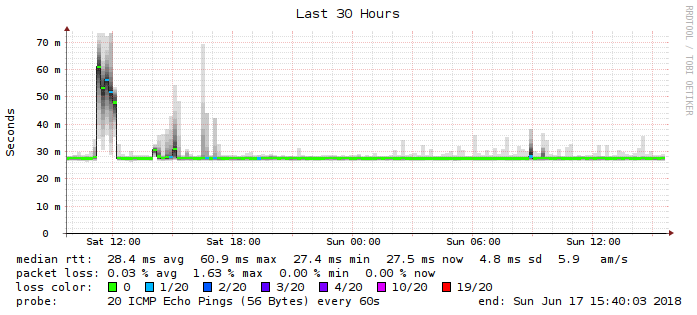 Last 30 Hours
RRDTOOL / TOBI OETIKER
Seconds
70 m
60 m
50 m
40 m
30 m
20 m
10 m
0
Sat 12:00 Sat 18:00 Sun 00:00 Sun 06:00 Sun 12:00
median rtt: 28.4 ms avg 60.9 ms max 27.4 ms min 27.5 ms now 4.8 ms sd 5.9 am/s
packet loss: 0.03 % avg 1.63 % max 0.00 % min 0.00 % now
loss color: 0 1/20 2/20 3/20 4/20 10/20 19/20
probe: 20 ICMP Echo Pings (56 Bytes) every 60s end: Sun Jun 17 15:40:03 2018